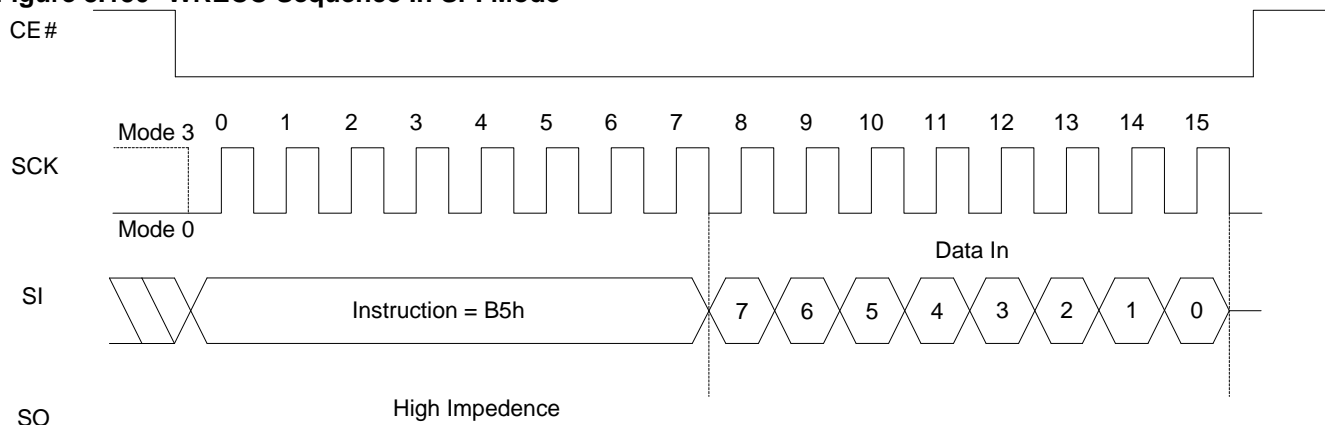 CE#
Mode 3 0 1 2 3 4 5 6 7 8 9 10 11 12 13 14 15
SCK
Mode 0
Data In
SI Instruction = B5h 7 6 5 4 3 2 1 0
High Impedence
SO